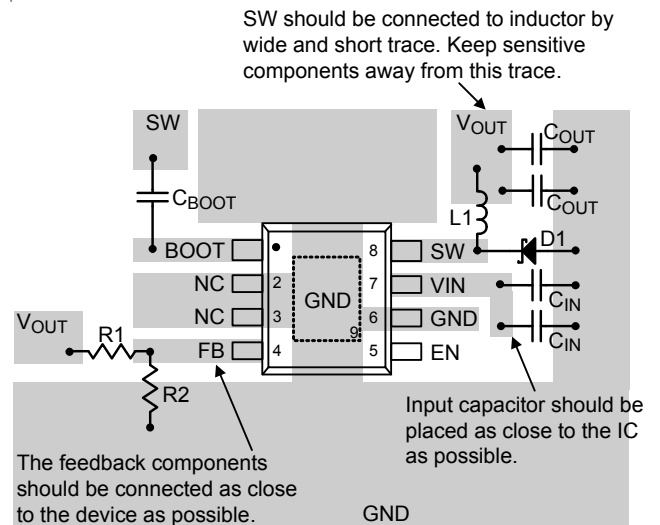 SW should be connected to inductor by
wide and short trace. Keep sensitive
components away from this trace.
SW
VOUT
COUT
CBOOT
COUT
L1
BOOT
8
SW
D1
NC
2
7
VIN
CIN
GND
NC
3
9
6
GND
CIN
VOUT
R1
FB
4
5
EN
R2
Input capacitor should be
placed as close to the IC
as possible.
The feedback components
should be connected as close
to the device as possible.
GND